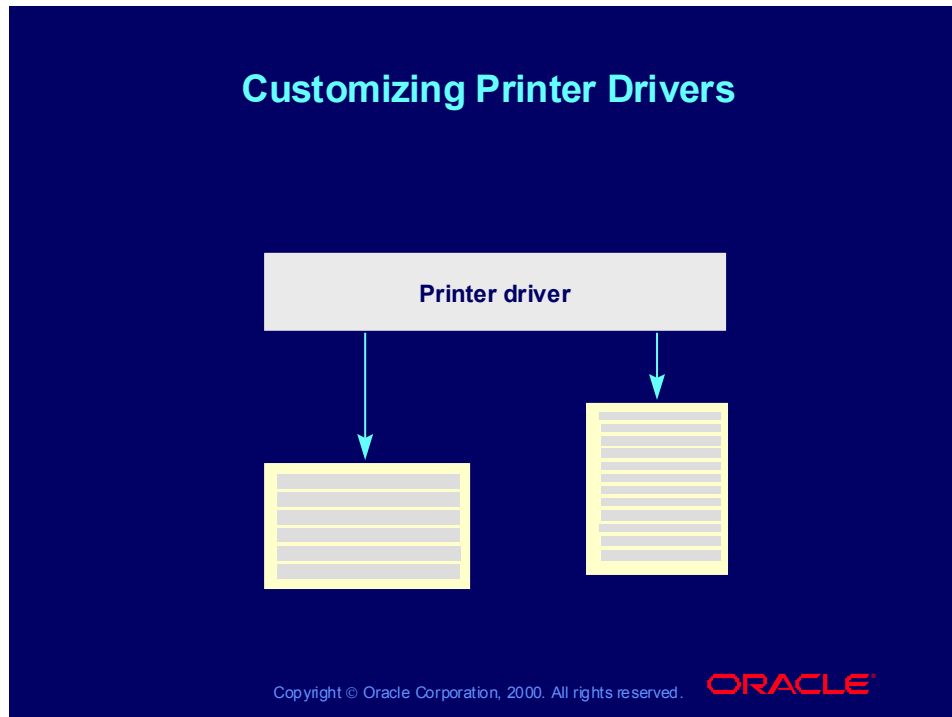 Customizing Printer Drivers
Printer driver
Copyright © Oracle Corporation, 2000. All rights reserved.
ORACLE®